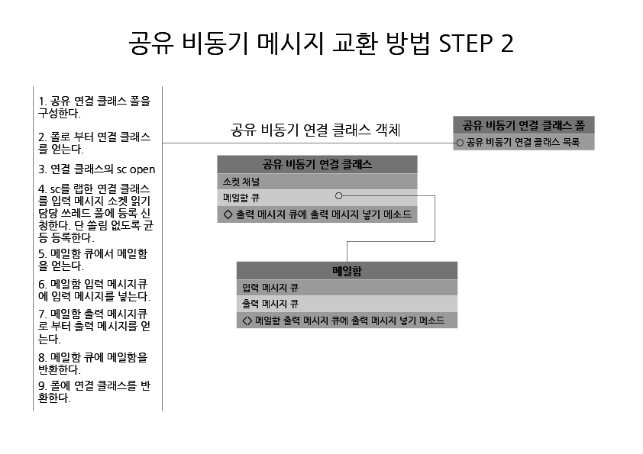 공유 비동기 메시지 교환 방법 STEP 2
1. 공유 연결 클래스 폴을
구성한다.
2. 폴로 부터 연결 클래스
를 얻는다.
3. 연결 클래스의 sc open
4. sc를 랩한 연결 클래스
를 입력 메시지 소켓 읽기
담당 쓰레드 폴에 등록 신
청한다. 단 쏠림 없도록 균
등 등록한다.
5. 메일함 큐에서 메일함
을 얻는다.
6. 메일함 입력 메시지큐
에 입력 메시지를 넣는다.
7. 메일함 출력 메시지큐
로 부터 출력 메시지를 얻
는다.
8. 메일함 큐에 메일함을
반환한다.
9. 폴에 연결 클래스를 반
환한다.
공유 비동기 연결 클래스 객체
공유 비동기 연결 클래스 폴
공유 비동기 연결 클래스 목록
공유 비동기 연결 클래스
소켓 채널
메일함 큐
출력 메시지 큐에 출력 메시지 넣기 메소드
메일함
입력 메시지 큐
출력 메시지 큐
메일함 출력 메시지 큐에 출력 메시지 넣기 메소드